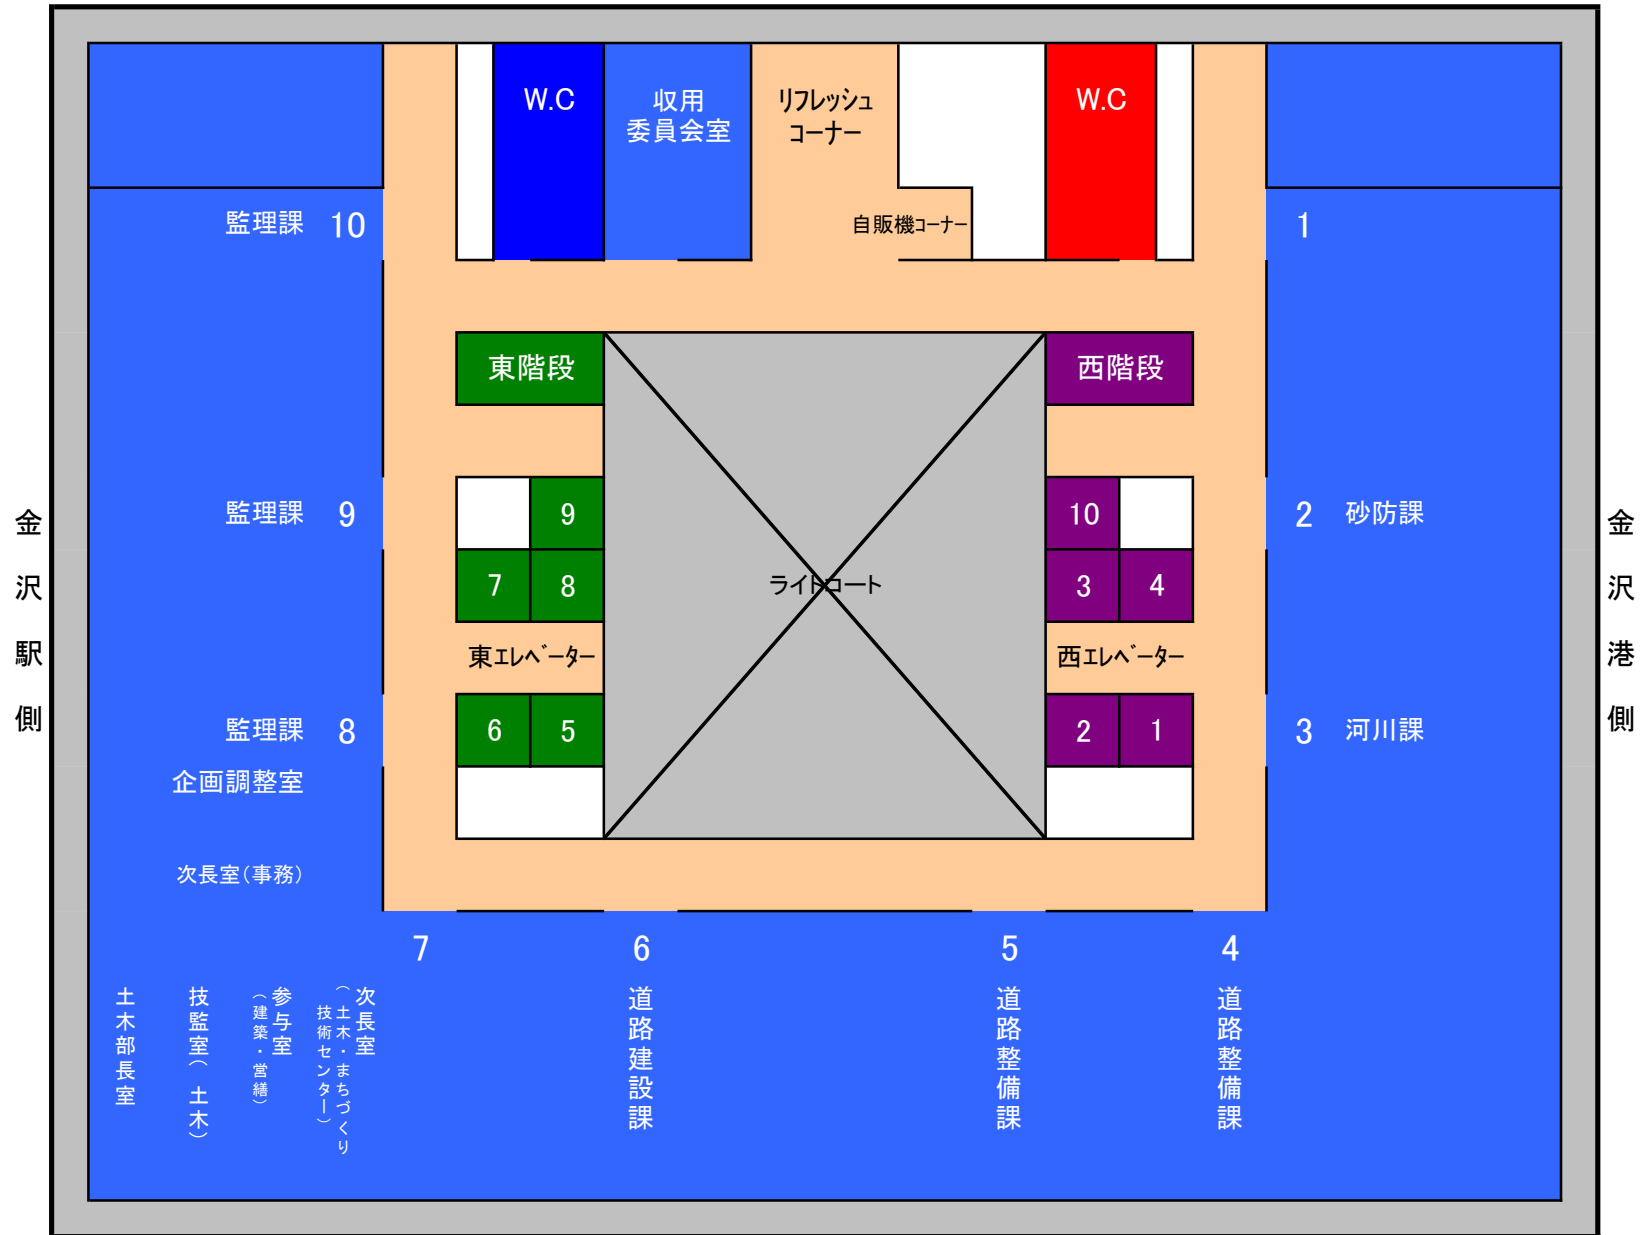 W.C
収用
委員会室
リフレッシュ
コーナー
W.C
監理課 10
自販機コーナー
1
東階段
西階段
監理課 9
9
10
2 砂防課
7 8
ライトコート
3 4
東エレベーター
西エレベーター
監理課 8
6 5
2 1
3 河川課
企画調整室
次長室(事務)
金沢駅側
金沢港側
7
6
5
4
土木部長室
技監室(土木)
参与室
(建築・営繕)
次長室
(土木・まちづくり
技術センター)
道路建設課
道路整備課
道路整備課